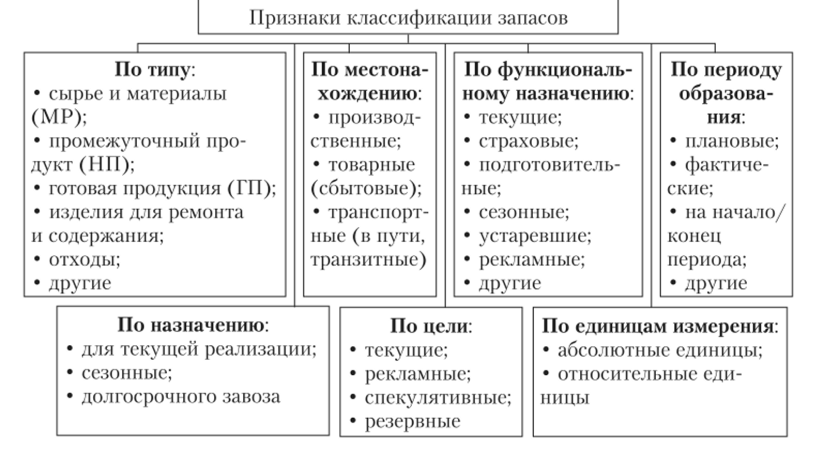 Признаки классификации запасов
По типу:
• сырье и материалы
(МР);
• промежуточный про-
дукт (НП);
• готовая продукция (ГП);
• изделия для ремонта
и содержания;
• отходы;
• другие
По местона-
хождению:
• производ-
ственные;
• товарные
(сбытовые);
• транспорт-
ные (в пути,
транзитные)
По функциональ-
ному назначению:
• текущие;
• страховые;
• подготовитель-
ные;
• сезонные;
• устаревшие;
• рекламные;
• другие
По периоду
образова-
ния:
• плановые;
• фактиче-
ские;
• на начало/
конец
периода;
• другие
По назначению:
• для текущей реализации;
• сезонные;
• долгосрочного завоза
По цели:
• текущие;
• рекламные;
• спекулятивные;
• резервные
По единицам измерения:
• абсолютные единицы;
• относительные еди-
ницы